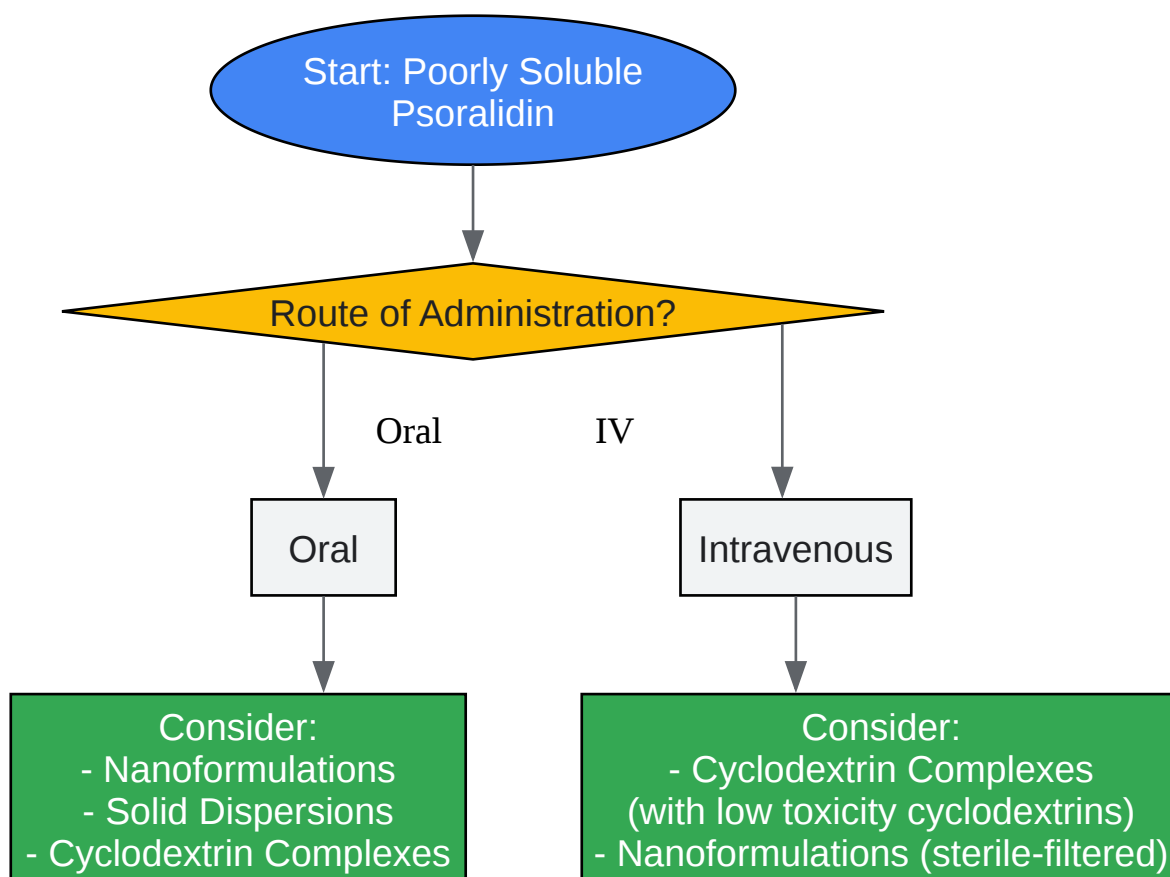 Start: Poorly Soluble
Psoralidin
Route of Administration?
Oral
IV
Oral
Intravenous
Consider:
- Nanoformulations
- Solid Dispersions
- Cyclodextrin Complexes
Consider:
- Cyclodextrin Complexes
(with low toxicity cyclodextrins)
- Nanoformulations (sterile-filtered)